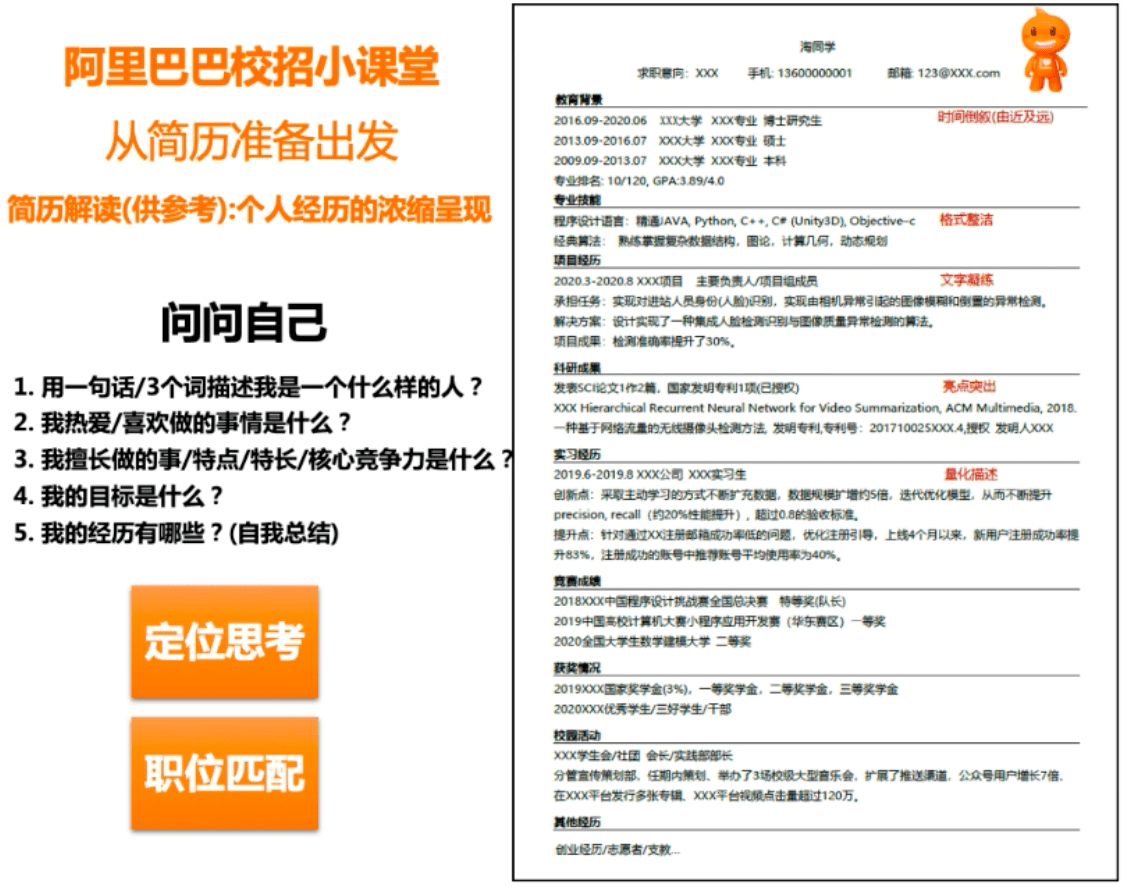 阿里巴巴校招小课堂
从简历准备出发
简历解读(供参考):个人经历的浓缩呈现
问问自己
1. 用一句话/3个词描述我是一个什么样的人？
2. 我热爱/喜欢做的事情是什么？
3. 我擅长做的事/特点/特长/核心竞争力是什么？
4. 我的目标是什么？
5. 我的经历有哪些？(自我总结)
定位思考
职位匹配
海同学
求职意向：XXX 手机: 13600000001 邮箱: 123@XXX.com
教育背景
2016.09-2020.06 XXX大学 XXX专业 博士研究生 时间倒叙(由近及远)
2013.09-2016.07 XXX大学 XXX专业 硕士
2009.09-2013.07 XXX大学 XXX专业 本科
专业排名: 10/120, GPA:3.89/4.0
专业技能
程序设计语言：精通JAVA, Python, C++, C# (Unity3D), Objective-c 格式整洁
经典算法： 熟练掌握复杂数据结构，图论，计算几何，动态规划
项目经历
2020.3-2020.8 XXX项目 主要负责人/项目组成员 文字凝练
承担任务：实现对进站人员身份(人脸)识别，实现由相机异常引起的图像模糊和倒置的异常检测。
解决方案：设计实现了一种集成人脸检测识别与图像质量异常检测的算法。
项目成果：检测准确率提升了30%。
科研成果
发表SCI论文1作2篇，国家发明专利1项(已授权) 亮点突出
XXX Hierarchical Recurrent Neural Network for Video Summarization, ACM Multimedia, 2018.
一种基于网络流量的无线摄像头检测方法, 发明专利,专利号：201710025XXX.4,授权 发明人XXX
实习经历
2019.6-2019.8 XXX公司 XXX实习生 量化描述
创新点：采取主动学习的方式不断扩充数据，数据规模扩增约5倍，迭代优化模型，从而不断提升
precision, recall（约20%性能提升）, 超过0.8的验收标准。
提升点：针对通过XX注册邮箱成功率低的问题，优化注册引导，上线4个月以来，新用户注册成功率提
升83%，注册成功的账号中推荐账号平均使用率为40%。
竞赛成绩
2018XXX中国程序设计挑战赛全国总决赛 特等奖(队长)
2019中国高校计算机大赛小程序应用开发赛（华东赛区）一等奖
2020全国大学生数学建模大学 二等奖
获奖情况
2019XXX国家奖学金(3%)，一等奖学金，二等奖学金，三等奖学金
2020XXX优秀学生/三好学生/干部
校园活动
XXX学生会/社团 会长/实践部部长
分管宣传策划部，任期内策划、举办了3场校级大型音乐会，扩展了推送渠道，公众号用户增长7倍，
在XXX平台发行多张专辑、XXX平台视频点击量超过120万。
其他经历
创业经历/志愿者/支教...